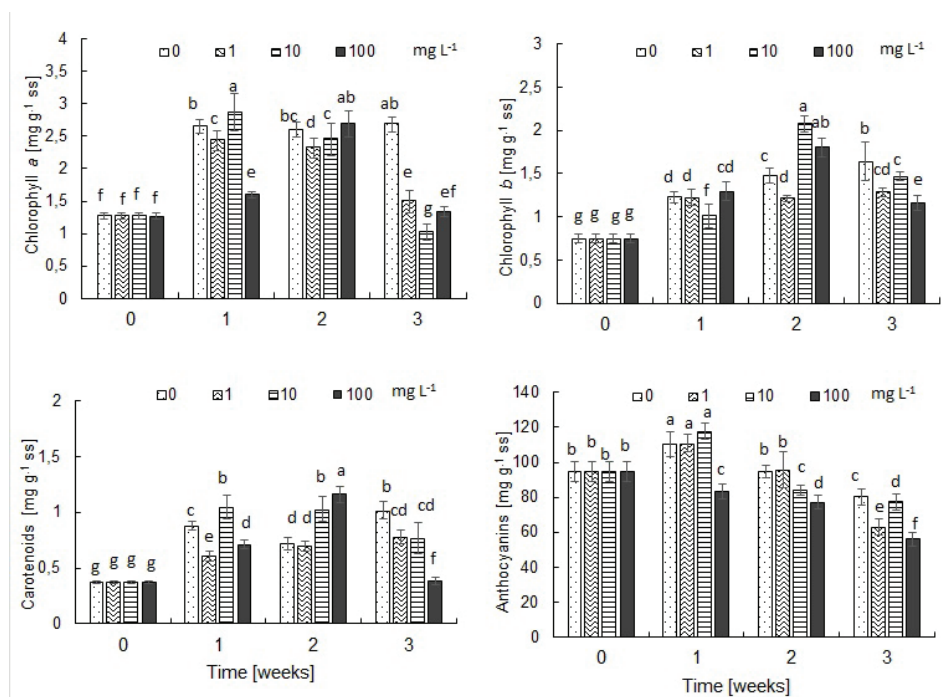 0 1 10 100 mg L⁻¹
4
3,5
3
2,5
2
1,5
1
0,5
0
Chlorophyll a [mg g⁻¹ ss]
f f f f
b c a e
bc d c ab
ab e g ef
0 1 2 3
0 1 10 100 mg L⁻¹
3
2,5
2
1,5
1
0,5
0
Chlorophyll b [mg g⁻¹ ss]
g g g g
d d f cd
c d a ab
b cd c e
0 1 2 3
0 1 10 100 mg L⁻¹
2
1,5
1
0,5
0
Carotenoids [mg g⁻¹ ss]
g g g g
c e b d
d d b a
b cd cd f
0 1 2 3
Time [weeks]
0 1 10 100 mg L⁻¹
140
120
100
80
60
40
20
0
Anthocyanins [mg g⁻¹ ss]
b b b b
a a a c
b b c d
c e d f
0 1 2 3
Time [weeks]